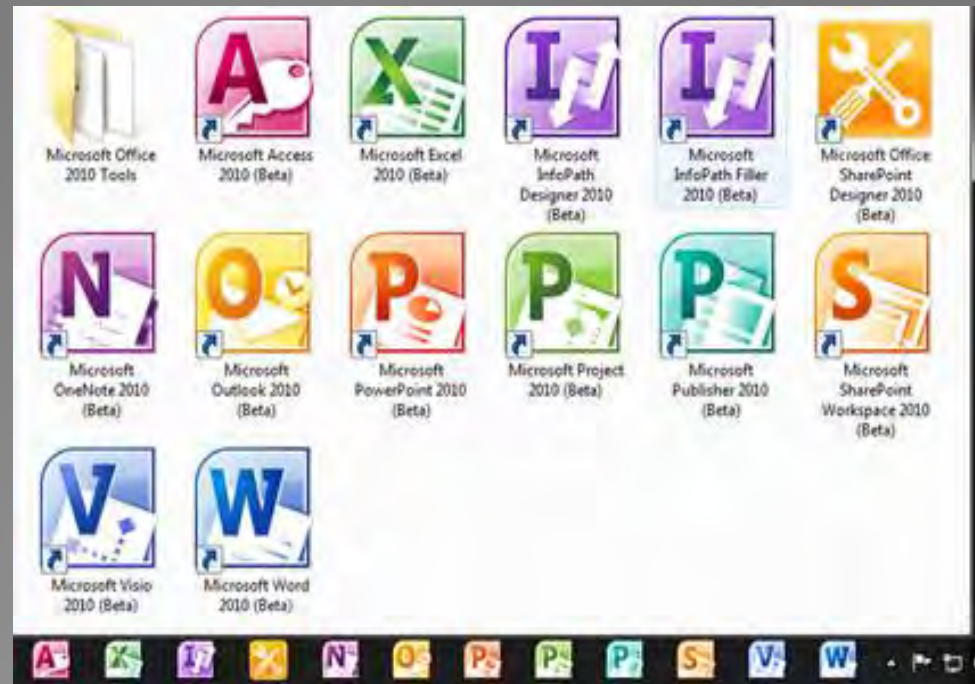 A
X
I
I
Microsoft Office
2010 Tools
Microsoft Access
2010 (Beta)
Microsoft Excel
2010 (Beta)
Microsoft
InfoPath
Designer 2010
(Beta)
Microsoft
InfoPath Filler
2010 (Beta)
Microsoft Office
SharePoint
Designer 2010
(Beta)
N
O
P
P
P
S
Microsoft
OneNote 2010
(Beta)
Microsoft
Outlook 2010
(Beta)
Microsoft
PowerPoint 2010
(Beta)
Microsoft Project
2010 (Beta)
Microsoft
Publisher 2010
(Beta)
Microsoft
SharePoint
Workspace 2010
(Beta)
V
W
Microsoft Visio
2010 (Beta)
Microsoft Word
2010 (Beta)
A X I N O P P P S V W